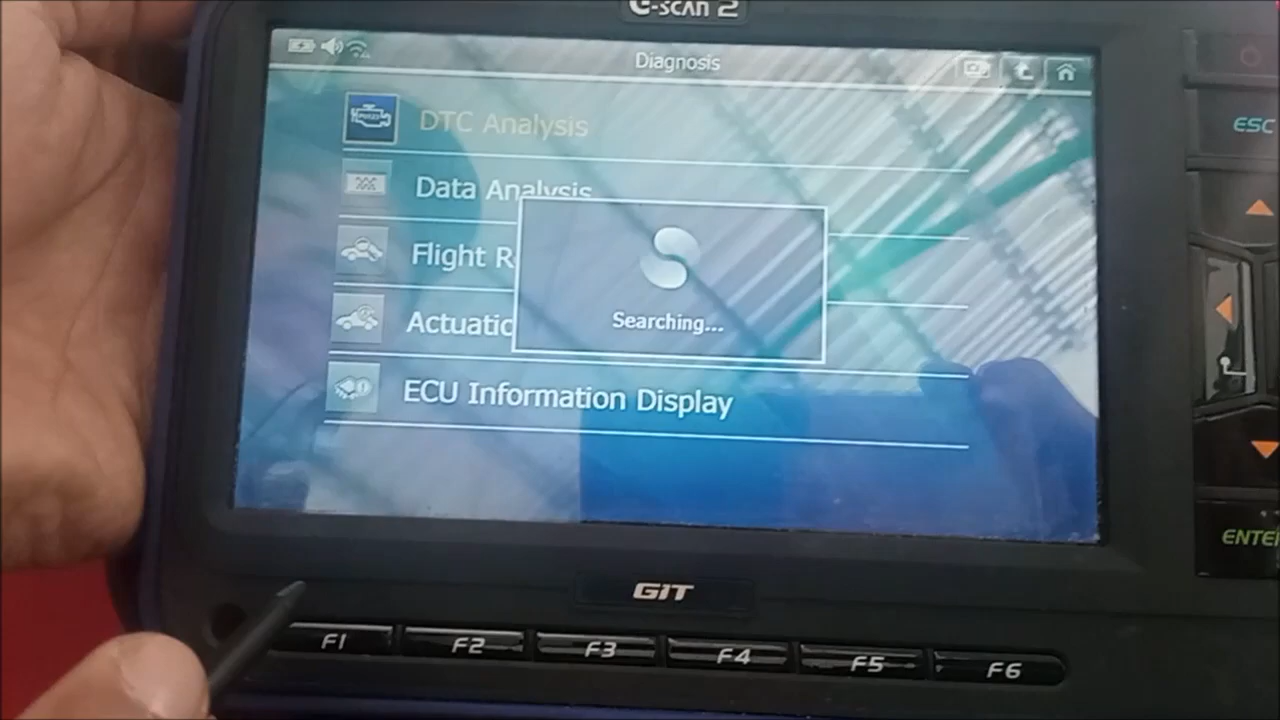 G-scan 2
Diagnosis
DTC Analysis
Data Analysis
Flight R
Actuatio
Searching...
ECU Information Display
ESC
ENTER
GIT
F1 F2 F3 F4 F5 F6